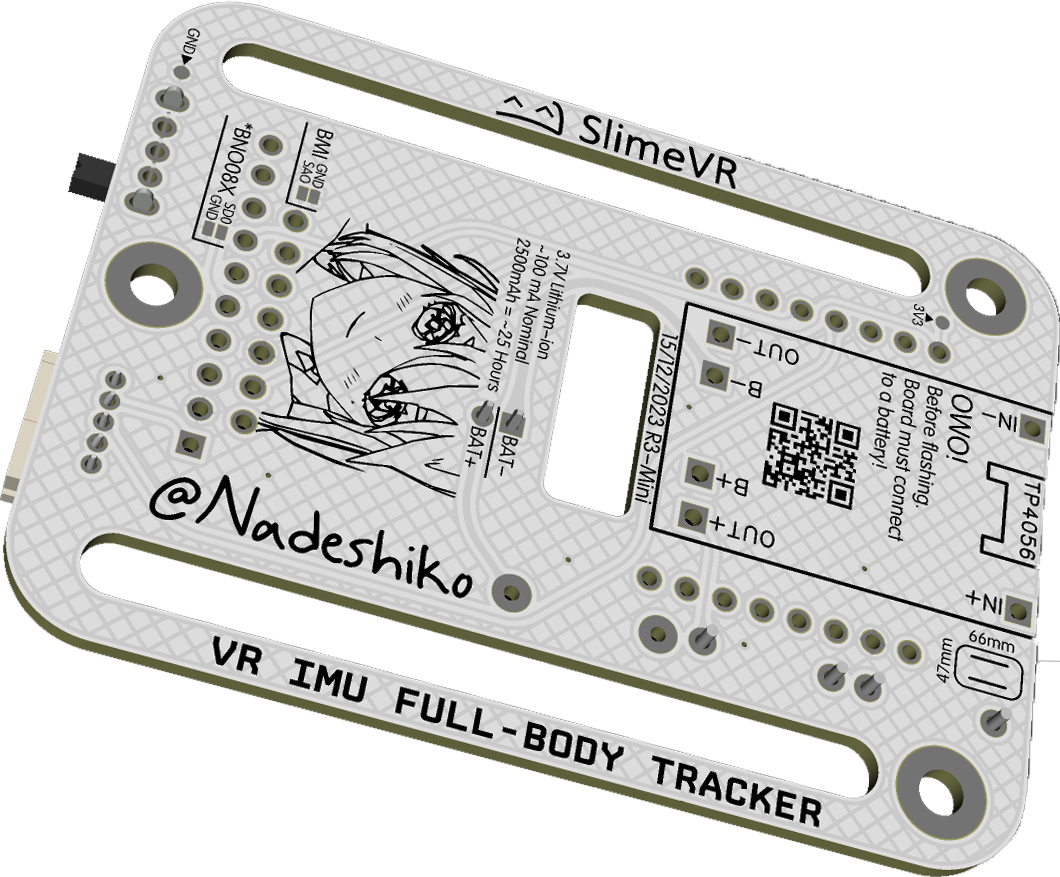 GND
SlimeVR
BMI GND
SAO
*BNO08X SDO
GND
3.7V Lithium-ion
~100 mA Nominal
2500mAh = ~25 Hours
BAT+
BAT-
15/12/2023 R3-Mini
3V3
OUT-
B-
B+
OUT+
OWO!
Before flashing.
Board must connect
to a battery!
IN-
TP4056
IN+
66mm
47mm
@Nadeshiko
VR IMU FULL-BODY TRACKER